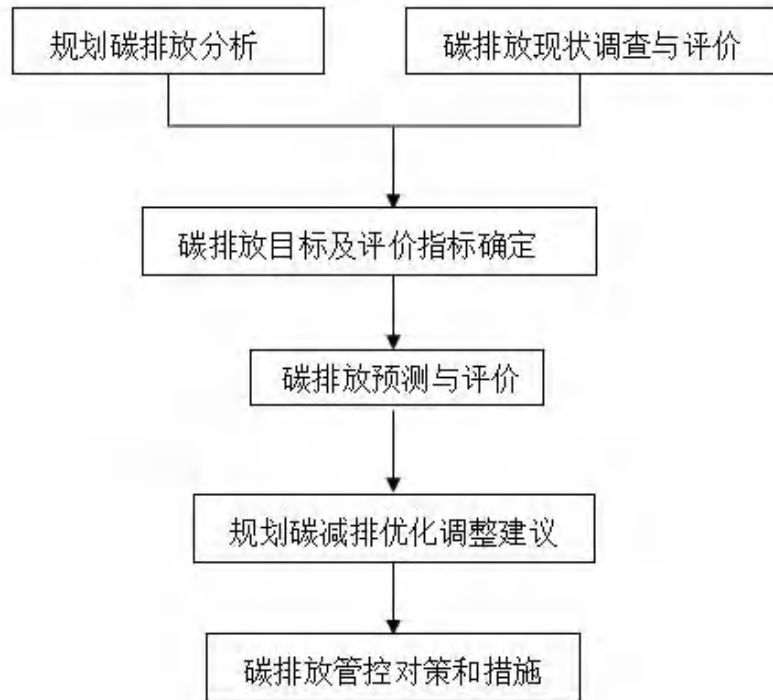 规划碳排放分析
碳排放现状调查与评价
碳排放目标及评价指标确定
碳排放预测与评价
规划碳减排优化调整建议
碳排放管控对策和措施